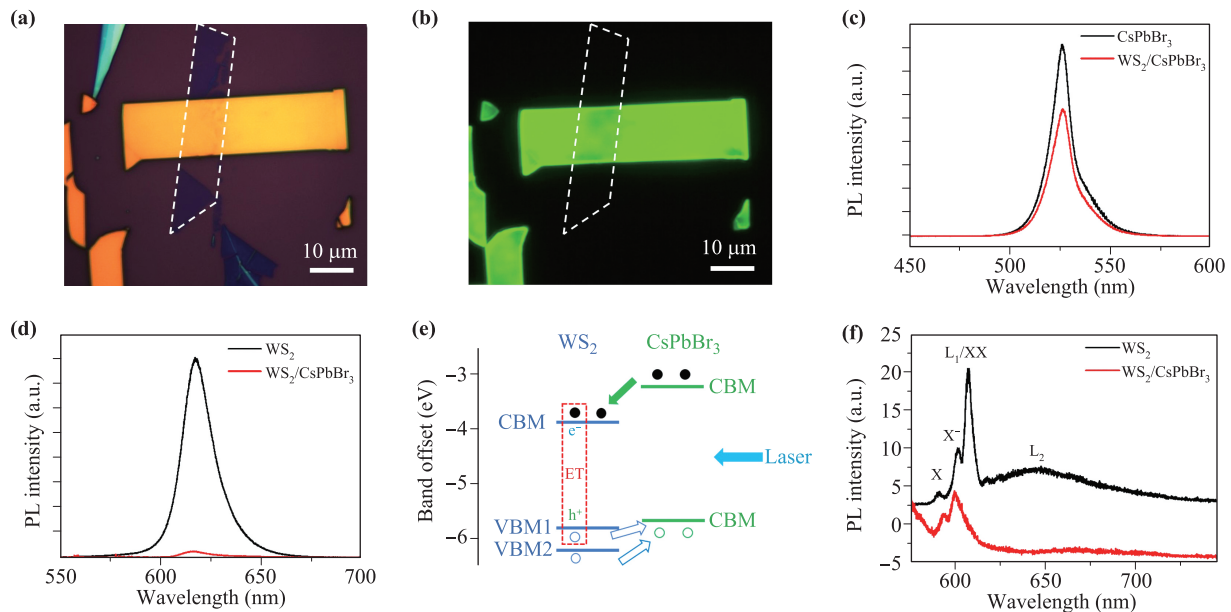 (a)
10 μm
(b)
10 μm
(c)
CsPbBr₃
WS₂/CsPbBr₃
PL intensity (a.u.)
450 500 550 600
Wavelength (nm)
(d)
WS₂
WS₂/CsPbBr₃
PL intensity (a.u.)
550 600 650 700
Wavelength (nm)
(e)
WS₂ CsPbBr₃
Band offset (eV)
−3
−4
−5
−6
CBM
CBM
e⁻
ET
Laser
h⁺
VBM1
CBM
VBM2
(f)
PL intensity (a.u.)
25
20
15
10
5
0
−5
L₁/XX
WS₂
WS₂/CsPbBr₃
X⁻
X
L₂
600 650 700
Wavelength (nm)